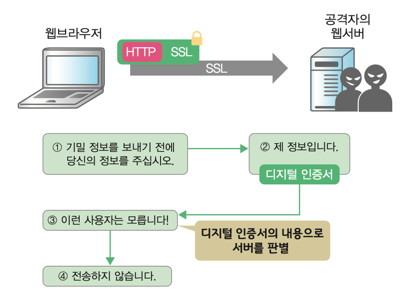 웹브라우저
공격자의
웹서버
HTTP SSL
SSL
① 기밀 정보를 보내기 전에
당신의 정보를 주십시오.
② 제 정보입니다.
디지털 인증서
③ 이런 사용자는 모릅니다!
디지털 인증서의 내용으로
서버를 판별
④ 전송하지 않습니다.